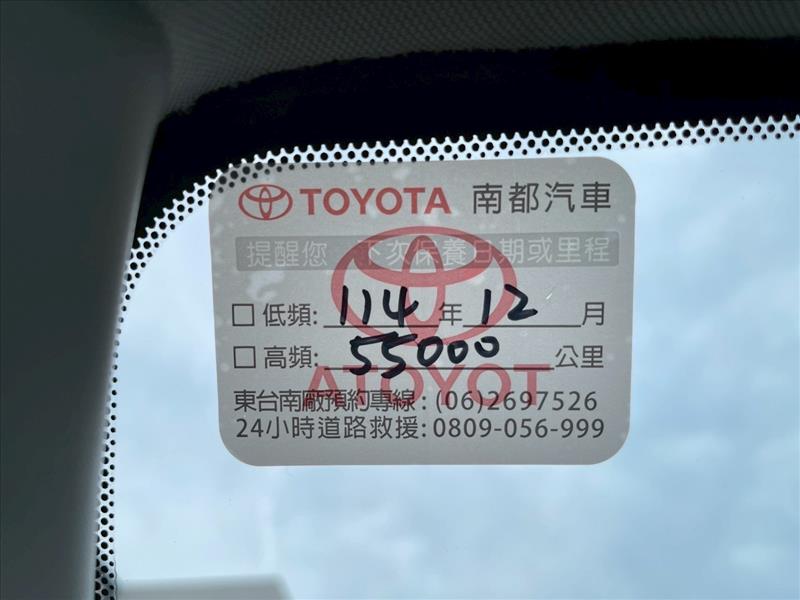 TOYOTA 南都汽車
提醒您 下次保養日期或里程
□ 低頻: 114 年 12 月
□ 高頻: 55000 公里
ATOYOT
東台南廠預約專線: (06)2697526
24小時道路救援: 0809-056-999